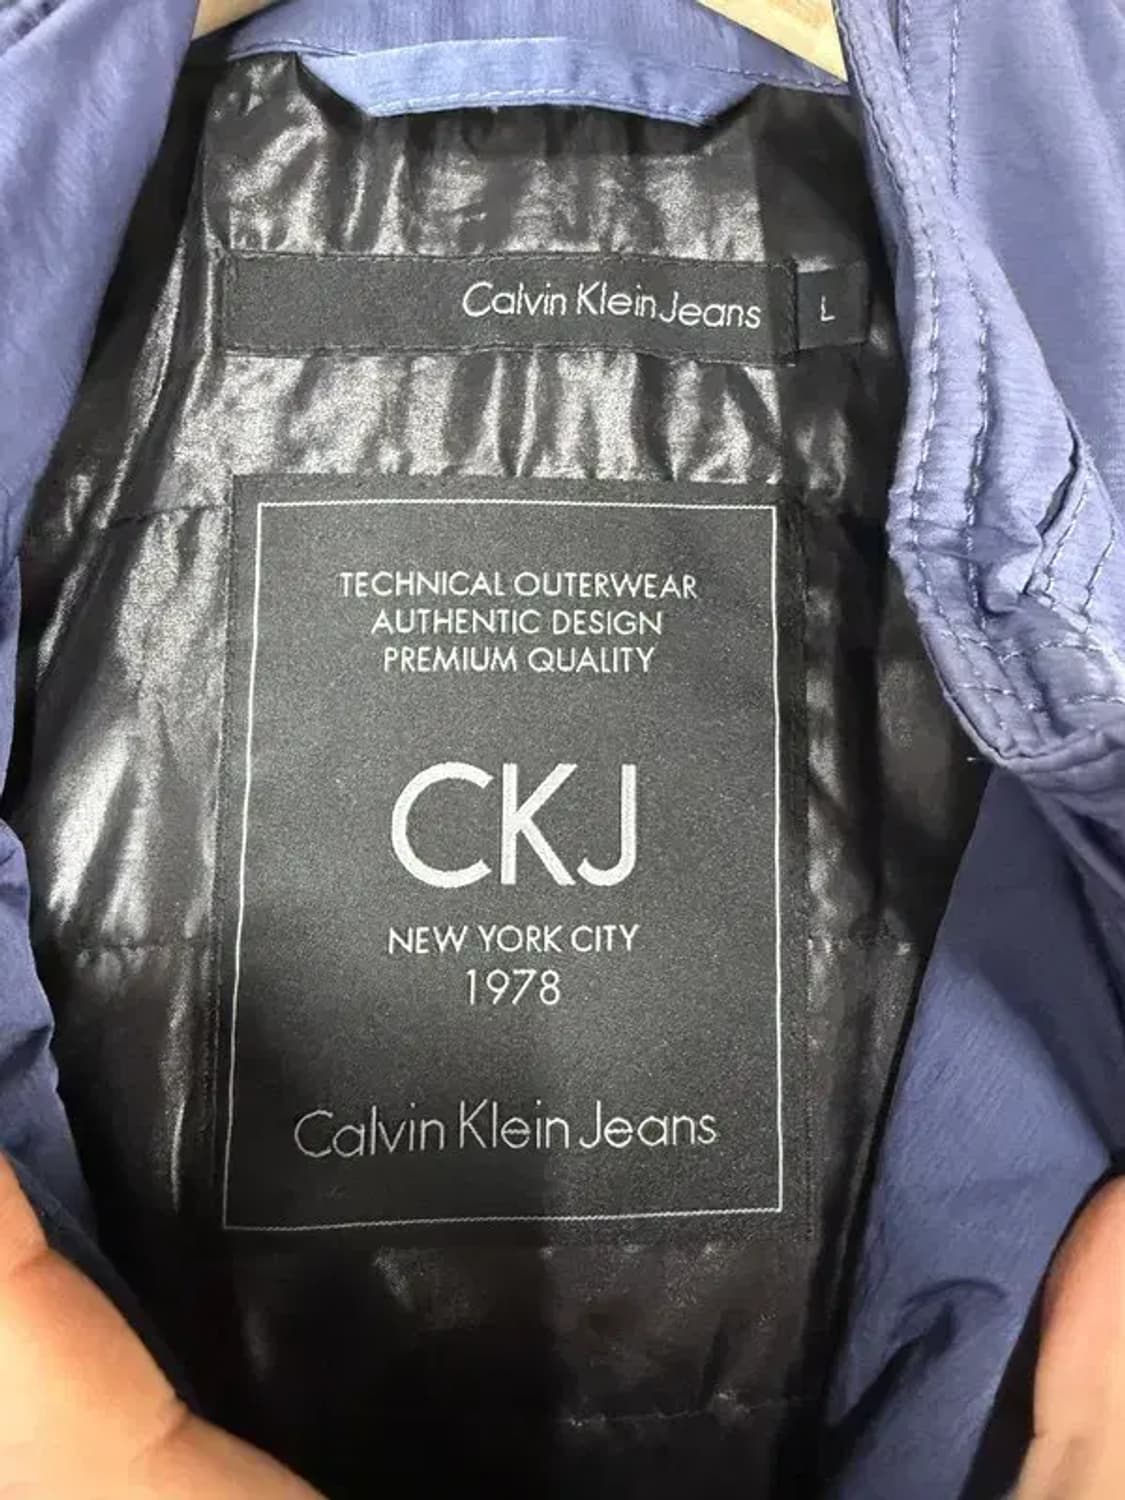 Calvin Klein Jeans
L
TECHNICAL OUTERWEAR
AUTHENTIC DESIGN
PREMIUM QUALITY
CKJ
NEW YORK CITY
1978
Calvin Klein Jeans